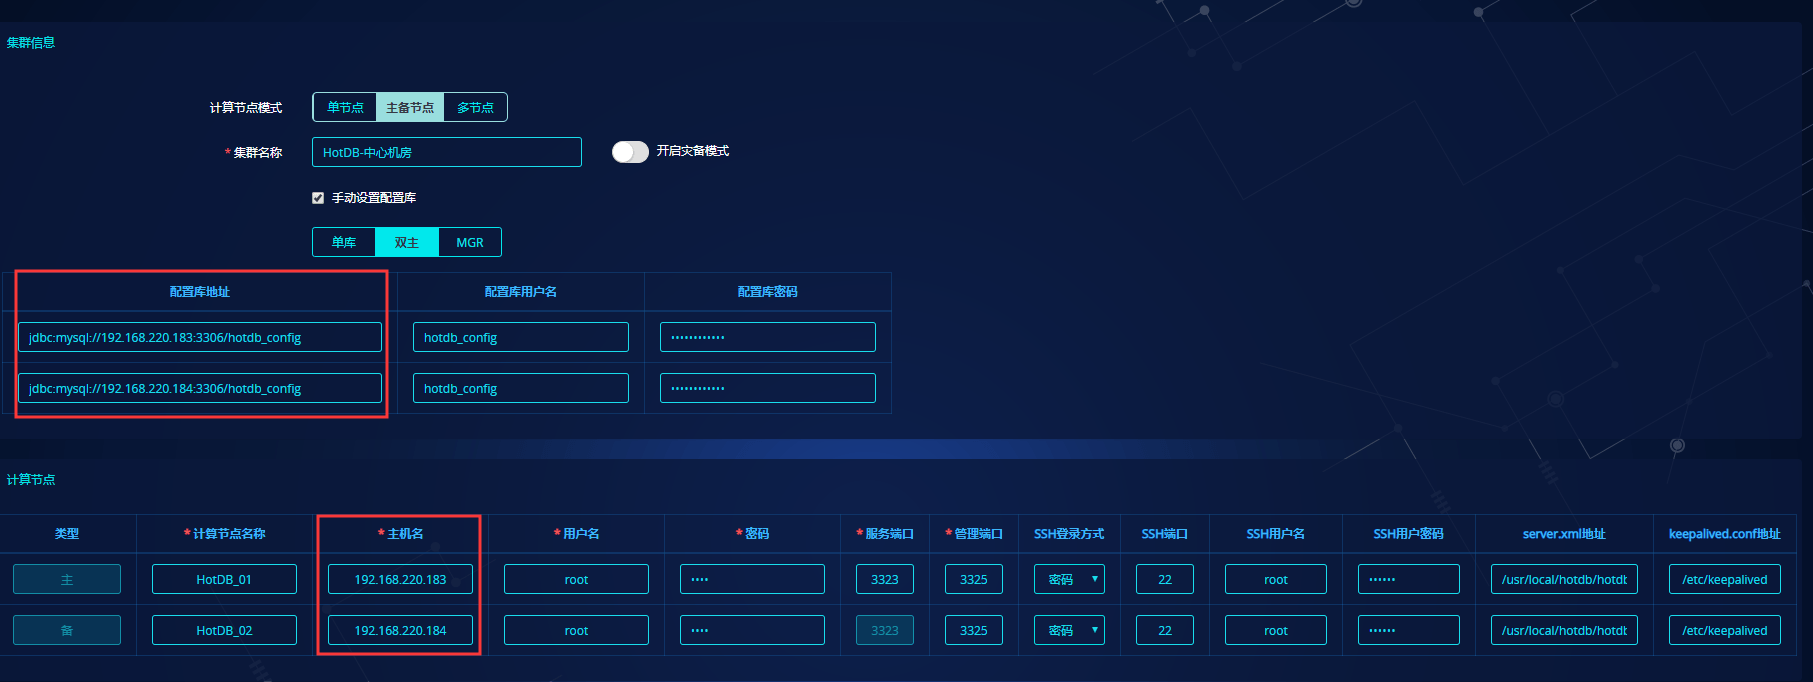 集群信息
计算节点模式 单节点 主备节点 多节点
* 集群名称 HotDB-中心机房 开启灾备模式
手动设置配置库
单库 双主 MGR
配置库地址 配置库用户名 配置库密码
jdbc:mysql://192.168.220.183:3306/hotdb_config hotdb_config ••••••••••••
jdbc:mysql://192.168.220.184:3306/hotdb_config hotdb_config ••••••••••••
计算节点
类型 * 计算节点名称 * 主机名 * 用户名 * 密码 * 服务端口 * 管理端口 SSH登录方式 SSH端口 SSH用户名 SSH用户密码 server.xml地址 keepalived.conf地址
主 HotDB_01 192.168.220.183 root •••• 3323 3325 密码 22 root •••••• /usr/local/hotdb/hotdb /etc/keepalived
备 HotDB_02 192.168.220.184 root •••• 3323 3325 密码 22 root •••••• /usr/local/hotdb/hotdb /etc/keepalived